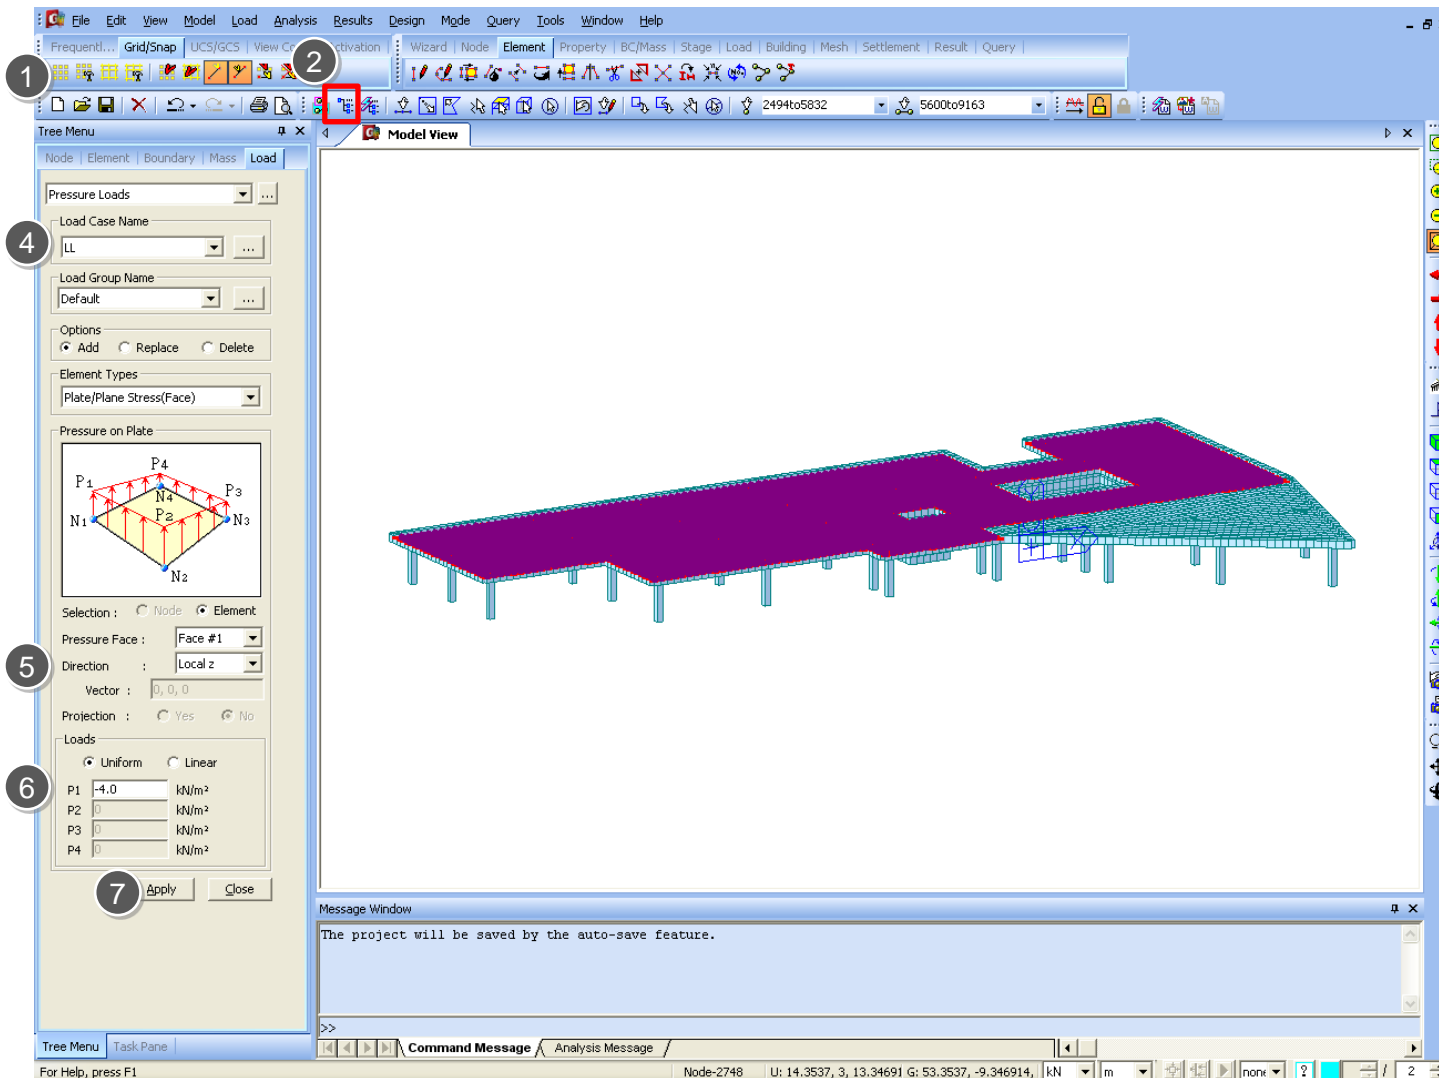 File Edit View Model Load Analysis Results Design Mode Query Tools Window Help
Frequentl... Grid/Snap UCS/GCS View Co ctivation Wizard Node Element Property BC/Mass Stage Load Building Mesh Settlement Result Query
1
2
2494to5832 5600to9163
Tree Menu
Model View
Node Element Boundary Mass Load
Pressure Loads ...
Load Case Name
4
LL ...
Load Group Name
Default ...
Options
Add Replace Delete
Element Types
Plate/Plane Stress(Face)
Pressure on Plate
P4
P1 N4 P3
N1 P2 N3
N2
Selection : Node Element
Pressure Face : Face #1
5
Direction : Local z
Vector : 0, 0, 0
Projection : Yes No
Loads
Uniform Linear
6
P1 -4.0 kN/m²
P2 0 kN/m²
P3 0 kN/m²
P4 0 kN/m²
7
Apply Close
Message Window
The project will be saved by the auto-save feature.
>>
Tree Menu Task Pane
Command Message Analysis Message
For Help, press F1 Node-2748 U: 14.3537, 3, 13.34691 G: 53.3537, -9.346914, kN m none ? / 2